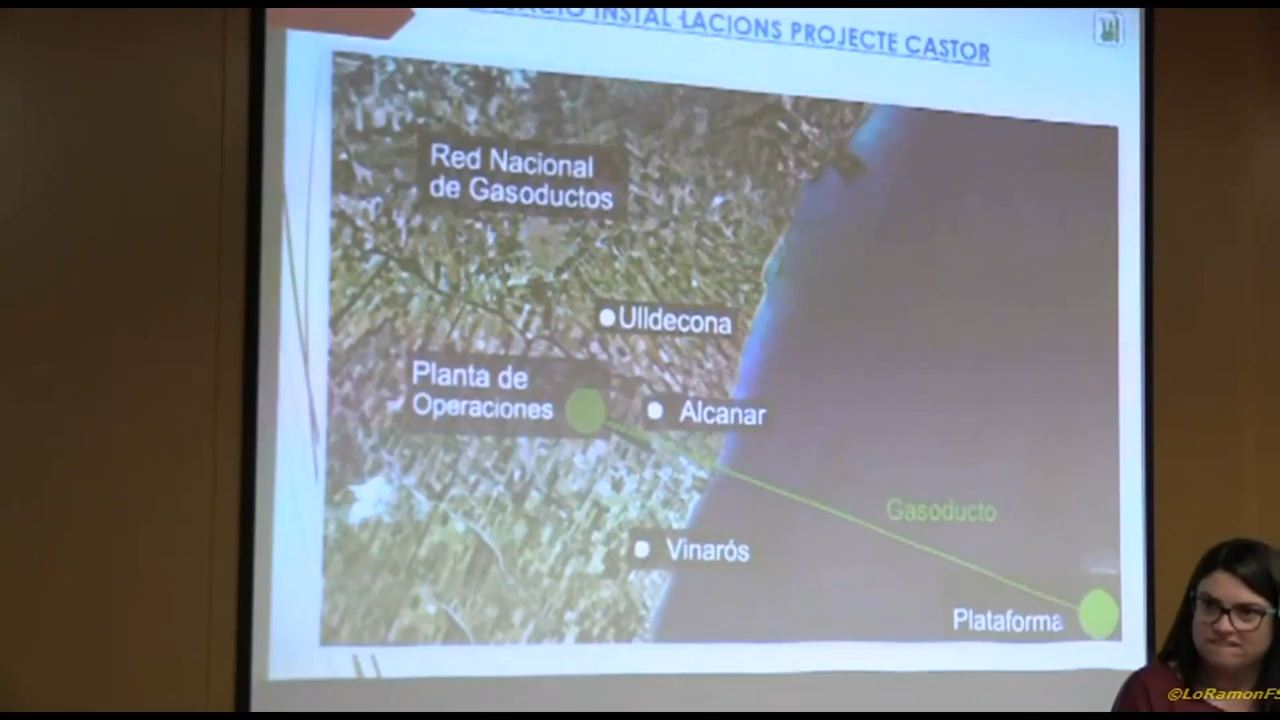 INSTAL·LACIONS PROJECTE CASTOR
Red Nacional
de Gasoductos
Ulldecona
Planta de
Operaciones
Alcanar
Gasoducto
Vinarós
Plataforma
©LoRamonFS